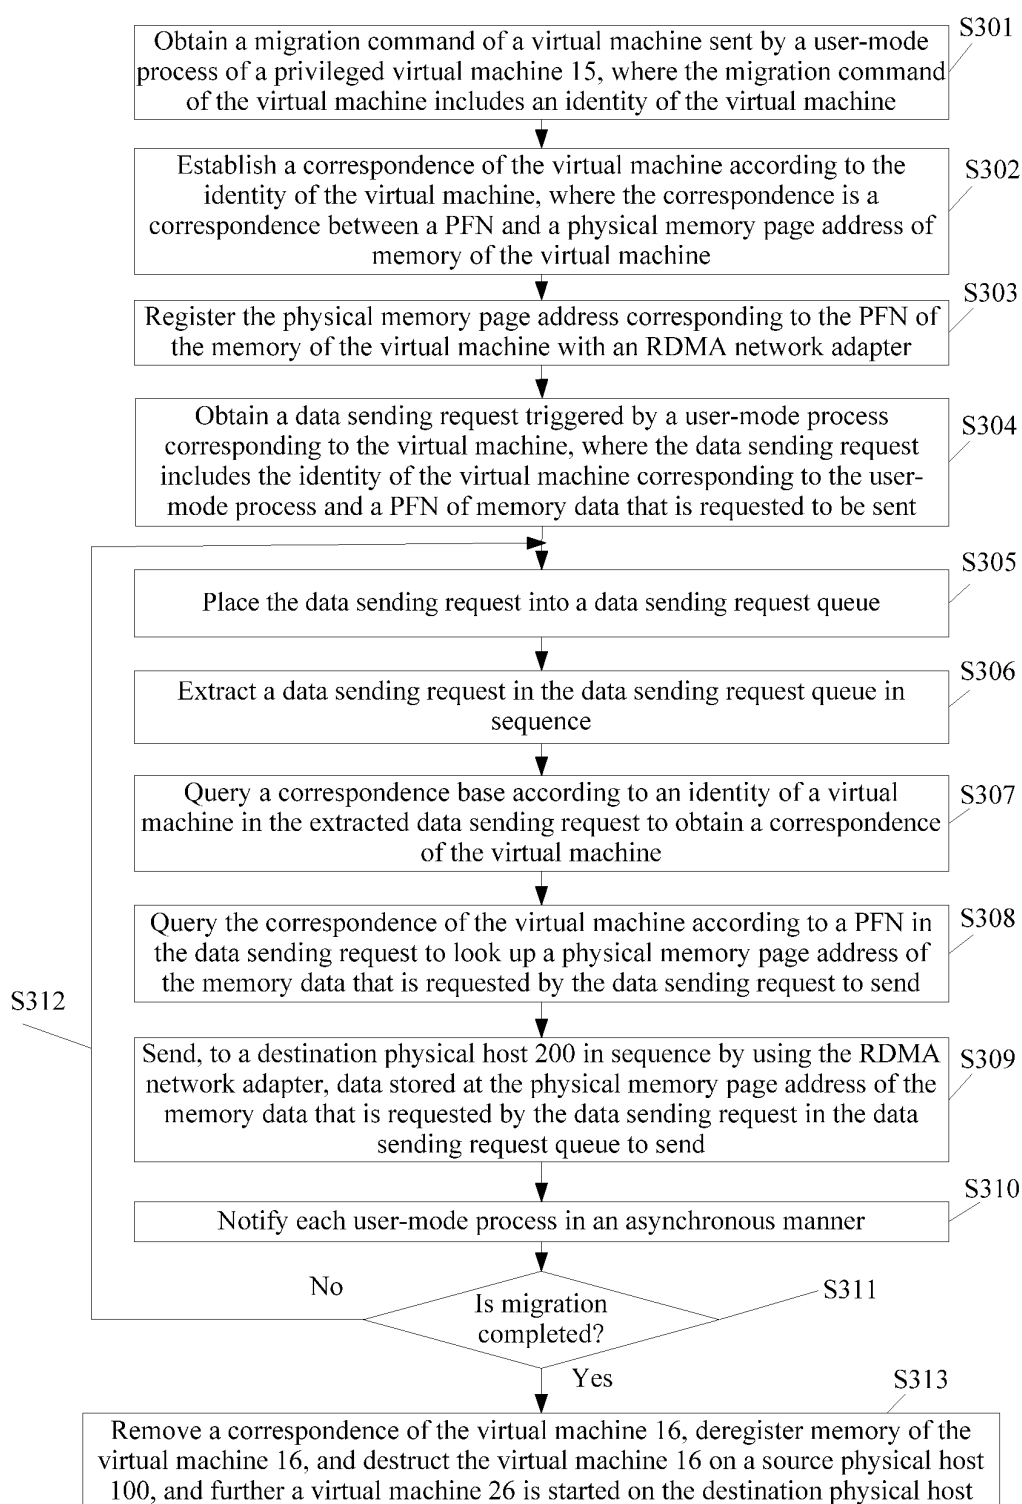 S301
Obtain a migration command of a virtual machine sent by a user-mode
process of a privileged virtual machine 15, where the migration command
of the virtual machine includes an identity of the virtual machine
S302
Establish a correspondence of the virtual machine according to the
identity of the virtual machine, where the correspondence is a
correspondence between a PFN and a physical memory page address of
memory of the virtual machine
S303
Register the physical memory page address corresponding to the PFN of
the memory of the virtual machine with an RDMA network adapter
S304
Obtain a data sending request triggered by a user-mode process
corresponding to the virtual machine, where the data sending request
includes the identity of the virtual machine corresponding to the user-
mode process and a PFN of memory data that is requested to be sent
S305
Place the data sending request into a data sending request queue
S306
Extract a data sending request in the data sending request queue in
sequence
S307
Query a correspondence base according to an identity of a virtual
machine in the extracted data sending request to obtain a correspondence
of the virtual machine
S308
Query the correspondence of the virtual machine according to a PFN in
the data sending request to look up a physical memory page address of
the memory data that is requested by the data sending request to send
S312
S309
Send, to a destination physical host 200 in sequence by using the RDMA
network adapter, data stored at the physical memory page address of the
memory data that is requested by the data sending request in the data
sending request queue to send
S310
Notify each user-mode process in an asynchronous manner
No
S311
Is migration
completed?
Yes
S313
Remove a correspondence of the virtual machine 16, deregister memory of the
virtual machine 16, and destruct the virtual machine 16 on a source physical host
100, and further a virtual machine 26 is started on the destination physical host